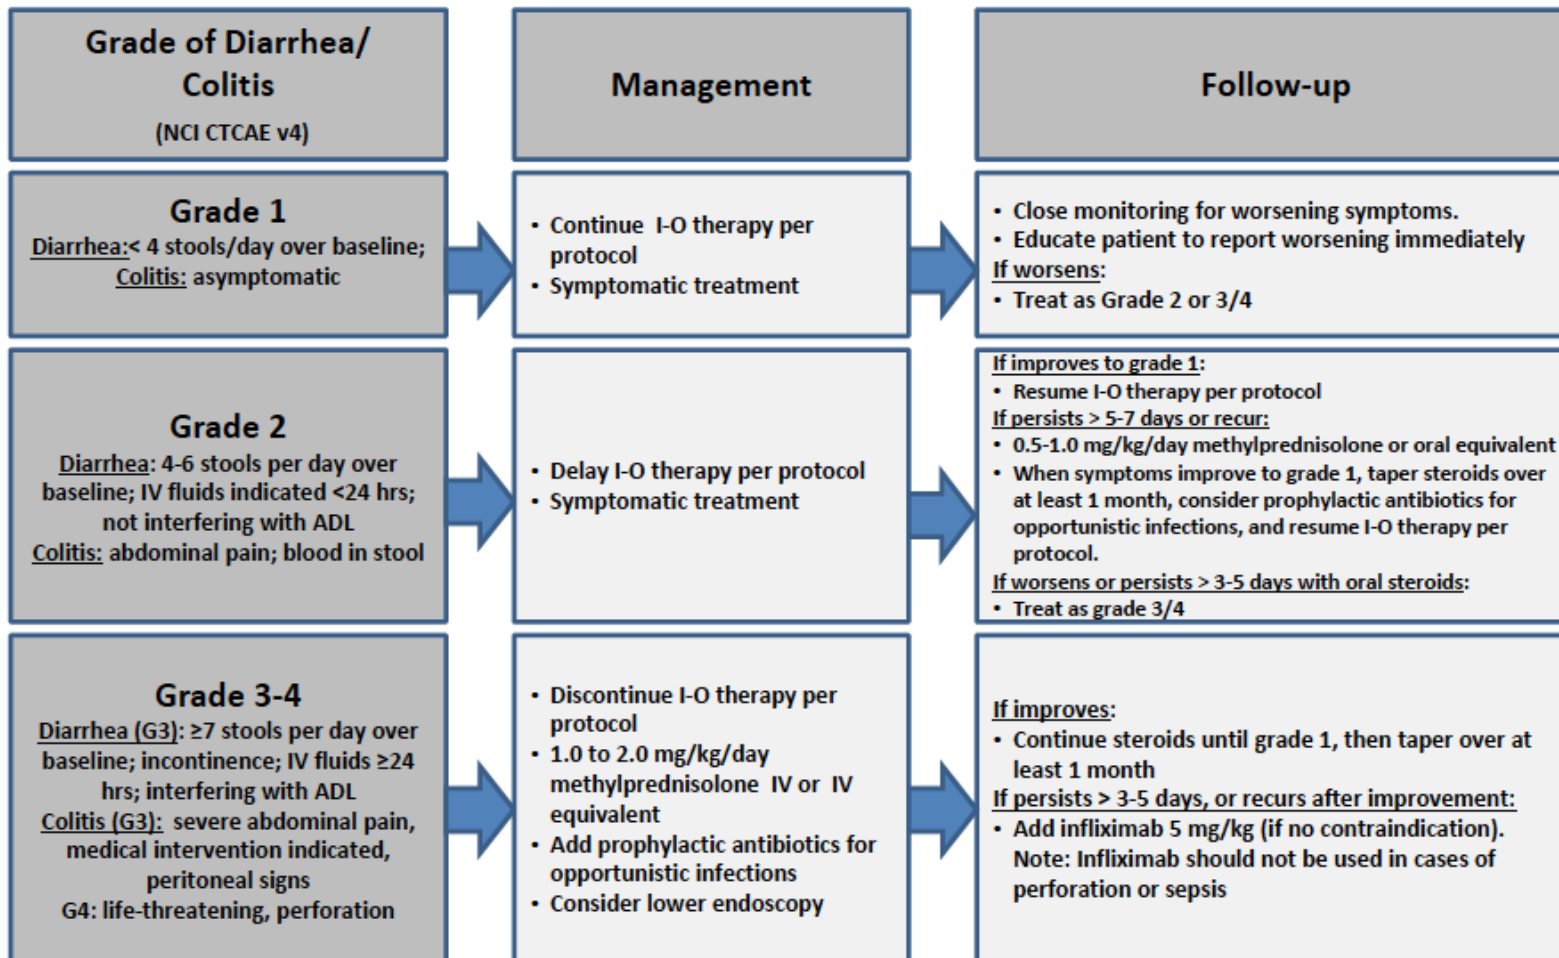 Grade of Diarrhea/
Colitis
(NCI CTCAE v4)
Management
Follow-up
Grade 1
Diarrhea:< 4 stools/day over baseline;
Colitis: asymptomatic
• Continue I-O therapy per
protocol
• Symptomatic treatment
• Close monitoring for worsening symptoms.
• Educate patient to report worsening immediately
If worsens:
• Treat as Grade 2 or 3/4
Grade 2
Diarrhea: 4-6 stools per day over
baseline; IV fluids indicated <24 hrs;
not interfering with ADL
Colitis: abdominal pain; blood in stool
• Delay I-O therapy per protocol
• Symptomatic treatment
If improves to grade 1:
• Resume I-O therapy per protocol
If persists > 5-7 days or recur:
• 0.5-1.0 mg/kg/day methylprednisolone or oral equivalent
• When symptoms improve to grade 1, taper steroids over
at least 1 month, consider prophylactic antibiotics for
opportunistic infections, and resume I-O therapy per
protocol.
If worsens or persists > 3-5 days with oral steroids:
• Treat as grade 3/4
Grade 3-4
Diarrhea (G3): ≥7 stools per day over
baseline; incontinence; IV fluids ≥24
hrs; interfering with ADL
Colitis (G3): severe abdominal pain,
medical intervention indicated,
peritoneal signs
G4: life-threatening, perforation
• Discontinue I-O therapy per
protocol
• 1.0 to 2.0 mg/kg/day
methylprednisolone IV or IV
equivalent
• Add prophylactic antibiotics for
opportunistic infections
• Consider lower endoscopy
If improves:
• Continue steroids until grade 1, then taper over at
least 1 month
If persists > 3-5 days, or recurs after improvement:
• Add infliximab 5 mg/kg (if no contraindication).
Note: Infliximab should not be used in cases of
perforation or sepsis